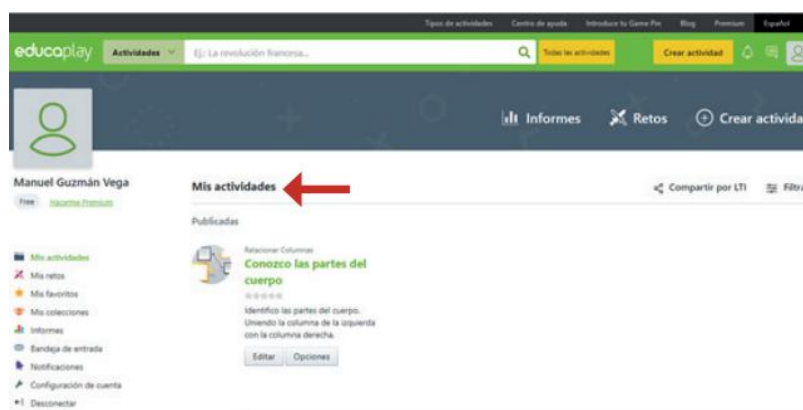 Tipos de actividades Centro de ayuda Introduce tu Game Pin Blog Premium Español
educaplay Actividades Ej.: La revolución francesa... Todas las actividades Crear actividad
Informes Retos Crear activida
Manuel Guzmán Vega
Free Hacerme Premium
Mis actividades Compartir por LTI Filtra
Publicadas
Relacionar Columnas
Conozco las partes del
cuerpo
Identifico las partes del cuerpo.
Uniendo la columna de la izquierda
con la columna derecha.
Editar Opciones
Mis actividades
Mis retos
Mis favoritos
Mis colecciones
Informes
Bandeja de entrada
Notificaciones
Configuración de cuenta
Desconectar